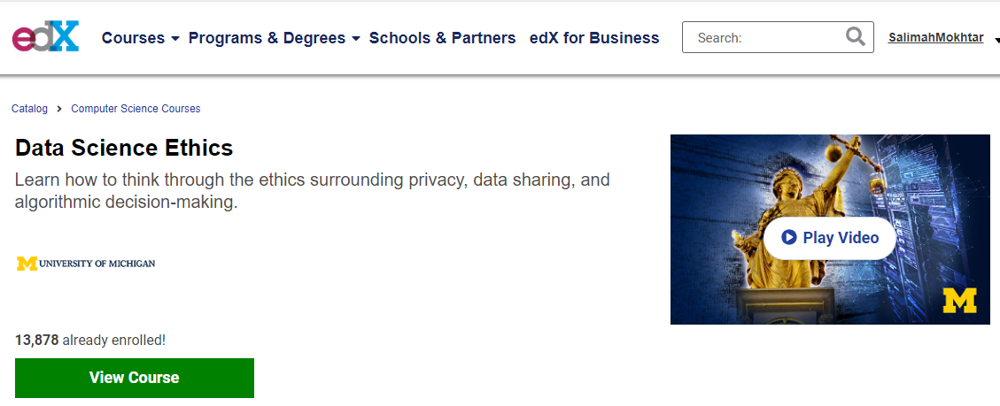 edX
Courses Programs & Degrees Schools & Partners edX for Business Search: SalimahMokhtar
Catalog > Computer Science Courses
Data Science Ethics
Learn how to think through the ethics surrounding privacy, data sharing, and
algorithmic decision-making.
Play Video
M UNIVERSITY OF MICHIGAN
M
13,878 already enrolled!
View Course